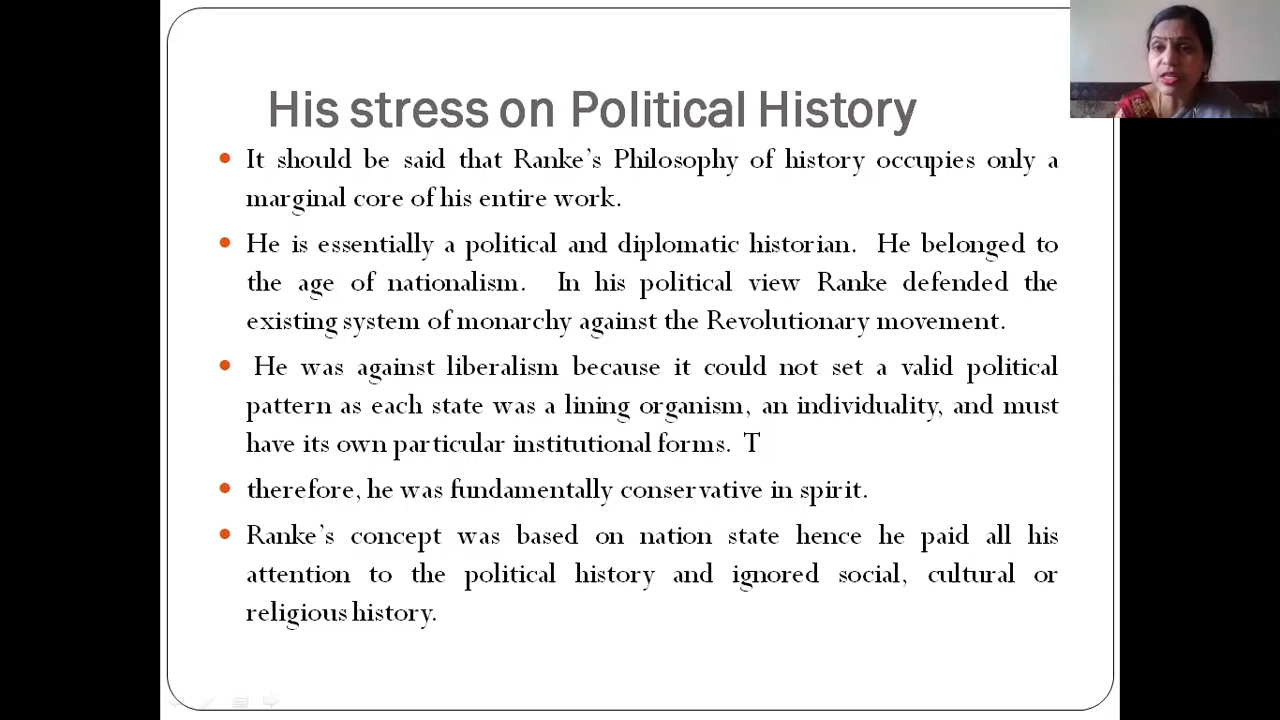 His stress on Political History
It should be said that Ranke's Philosophy of history occupies only a
marginal core of his entire work.
He is essentially a political and diplomatic historian. He belonged to
the age of nationalism. In his political view Ranke defended the
existing system of monarchy against the Revolutionary movement.
He was against liberalism because it could not set a valid political
pattern as each state was a lining organism, an individuality, and must
have its own particular institutional forms. T
therefore, he was fundamentally conservative in spirit.
Ranke's concept was based on nation state hence he paid all his
attention to the political history and ignored social, cultural or
religious history.